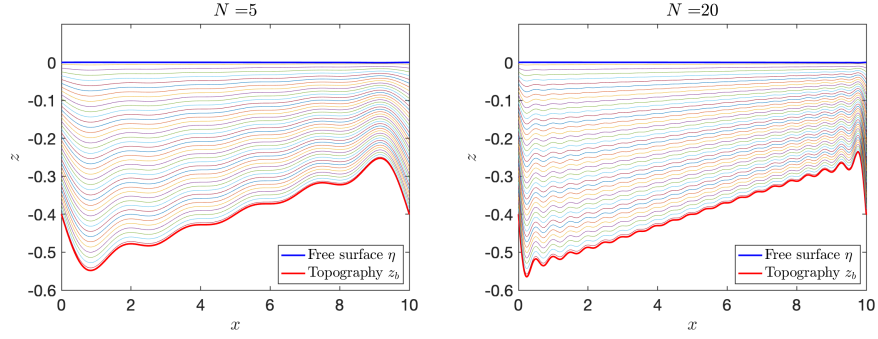 N =5
0
-0.1
-0.2
-0.3
-0.4
-0.5
-0.6
z
0 2 4 6 8 10
x
Free surface η
Topography z_b
N =20
0
-0.1
-0.2
-0.3
-0.4
-0.5
-0.6
z
0 2 4 6 8 10
x
Free surface η
Topography z_b